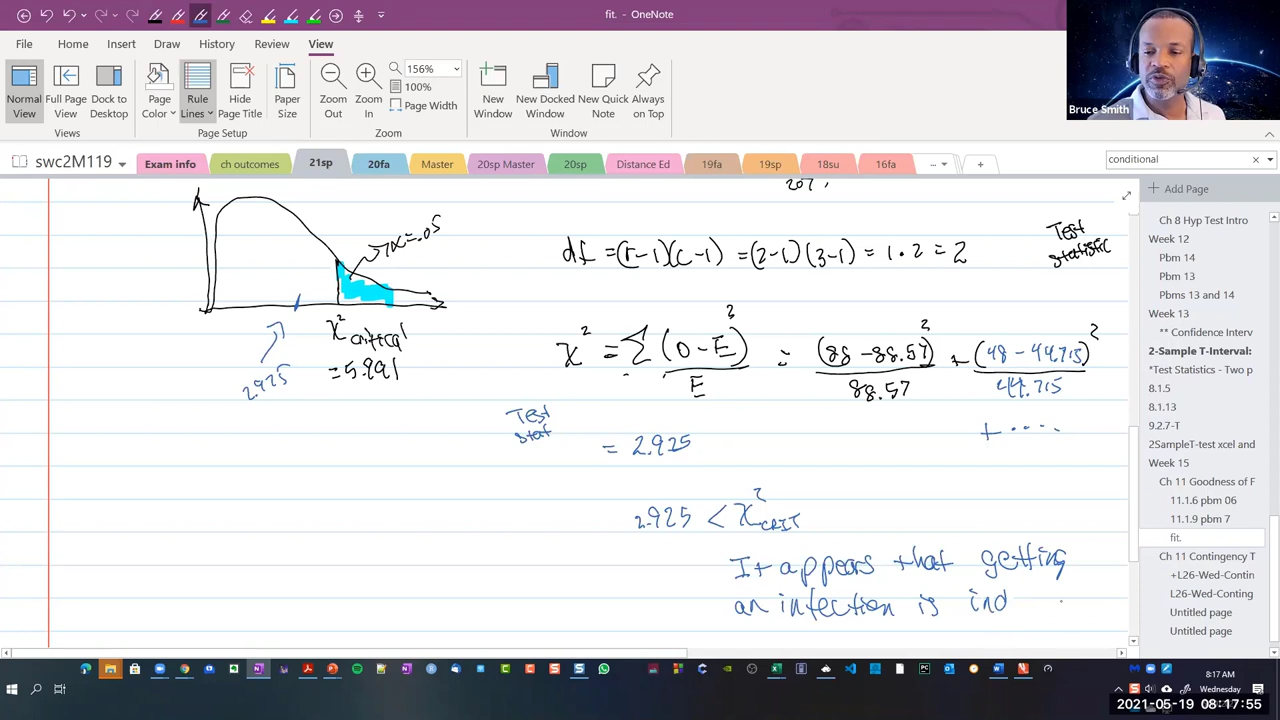 fit. - OneNote
File Home Insert Draw History Review View
Normal View
Full Page View
Dock to Desktop
Views
Page Color
Rule Lines
Hide Page Title
Paper Size
Page Setup
Zoom Out
Zoom In
156%
100%
Page Width
Zoom
New Window
New Docked Window
New Quick Note
Always on Top
Window
Bruce Smith
swc2M119
Exam info ch outcomes 21sp 20fa Master 20sp Master 20sp Distance Ed 19fa 19sp 18su 16fa
conditional
Add Page
Ch 8 Hyp Test Intro
Week 12
Pbm 14
Pbm 13
Pbms 13 and 14
Week 13
** Confidence Interv
2-Sample T-Interval:
*Test Statistics - Two p
8.1.5
8.1.13
9.2.7-T
2SampleT-test xcel and
Week 15
Ch 11 Goodness of F
11.1.6 pbm 06
11.1.9 pbm 7
fit.
Ch 11 Contingency T
+L26-Wed-Contin
L26-Wed-Conting
Untitled page
Untitled page
α=.05
χ² critical
= 5.991
2.925
df = (r-1)(c-1) = (2-1)(3-1) = 1·2 = 2
Test statistic
χ² = Σ (O-E)²/E = (88-88.57)²/88.57 + (48-44.715)²/44.715
+ ....
Test stat
= 2.925
2.925 < χ²CRIT
It appears that getting
an infection is ind
8:17 AM
Wednesday
2021-05-19 08:17:55